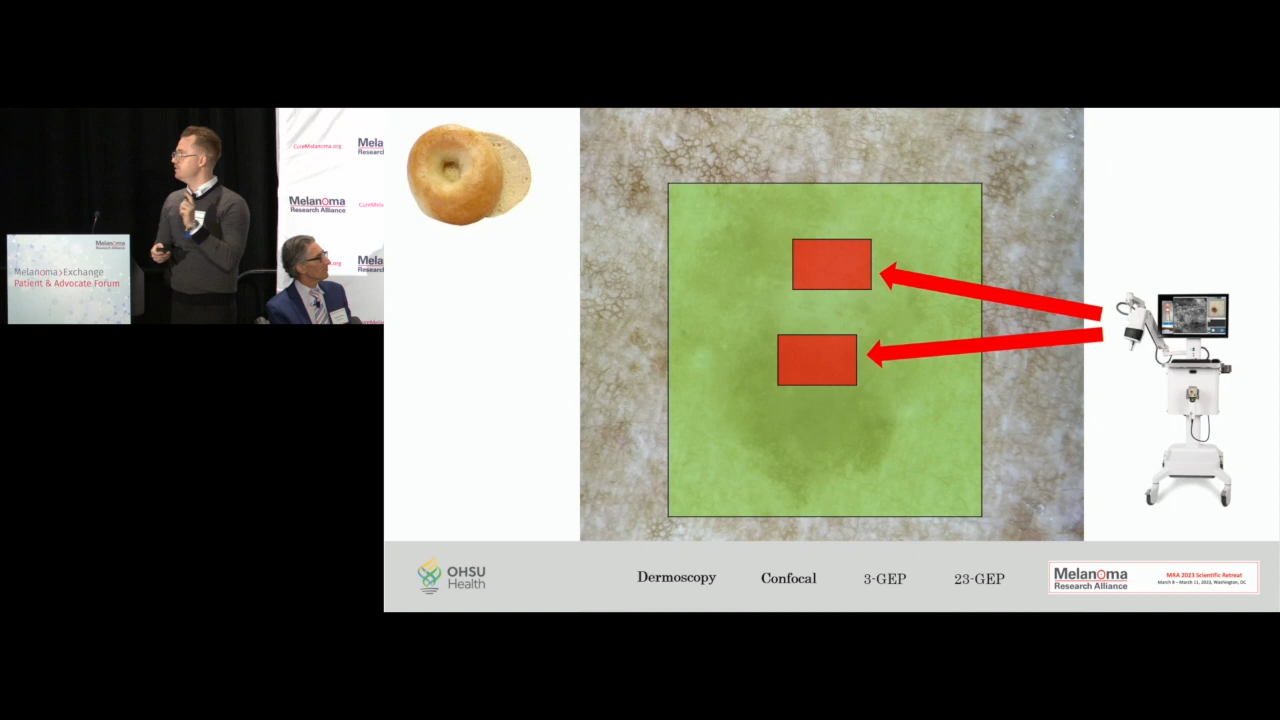 CureMelanoma.org
Melanoma
Research Alliance
Melanoma
Research Alliance
Melanoma›Exchange
Patient & Advocate Forum
OHSU
Health
Dermoscopy
Confocal
3-GEP
23-GEP
Melanoma
Research Alliance
MRA 2023 Scientific Retreat
March 8 – March 11, 2023, Washington, DC